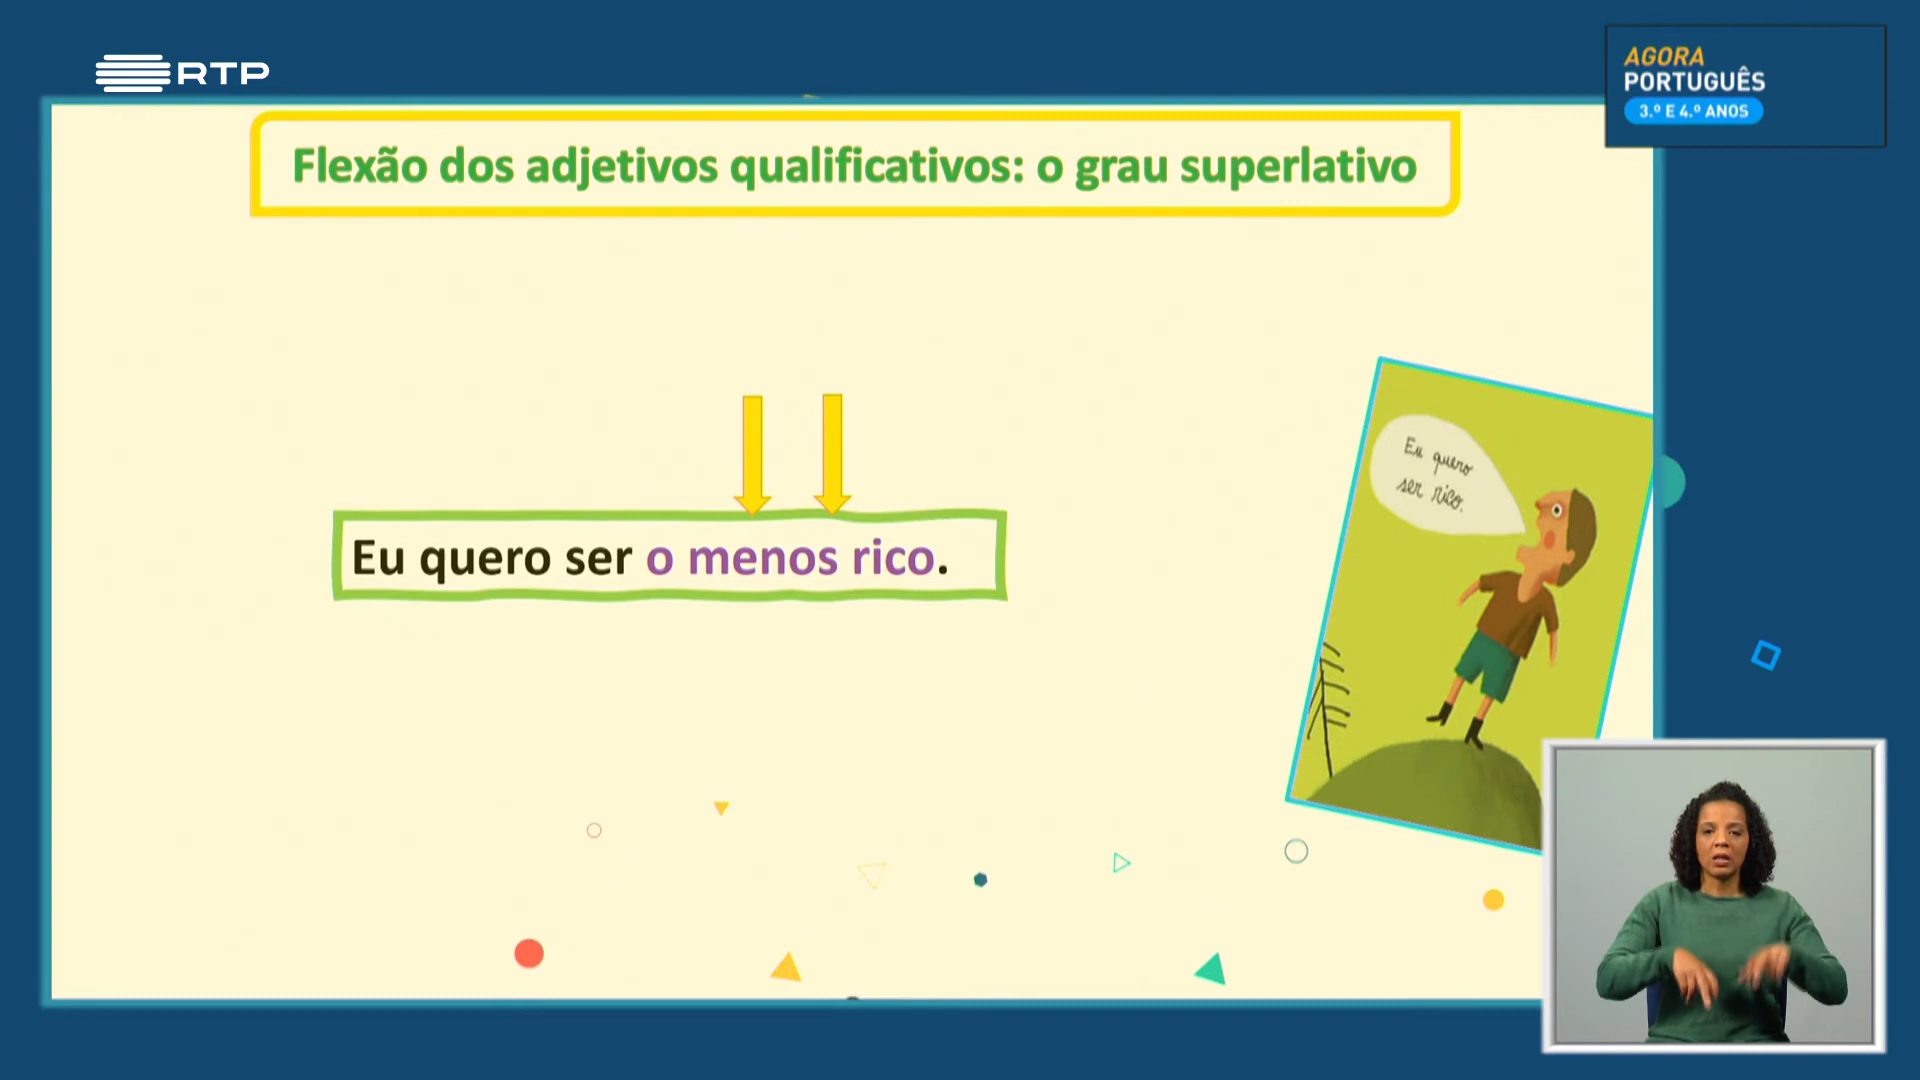 RTP
AGORA
PORTUGUÊS
3.º E 4.º ANOS
Flexão dos adjetivos qualificativos: o grau superlativo
Eu quero
ser rico.
Eu quero ser o menos rico.